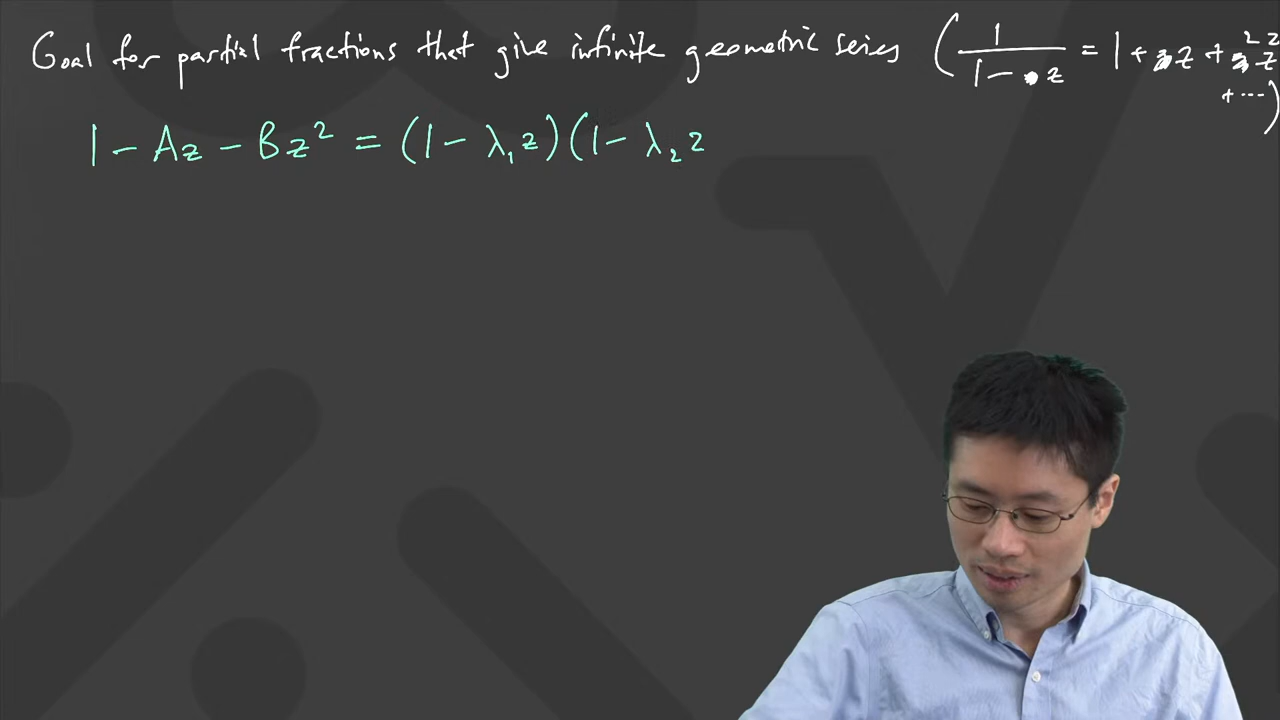 Goal for partial fractions that give infinite geometric series ( 1 / (1 - z) = 1 + z + z² + ··· )
1 - Az - Bz² = (1 - λ₁z)(1 - λ₂z